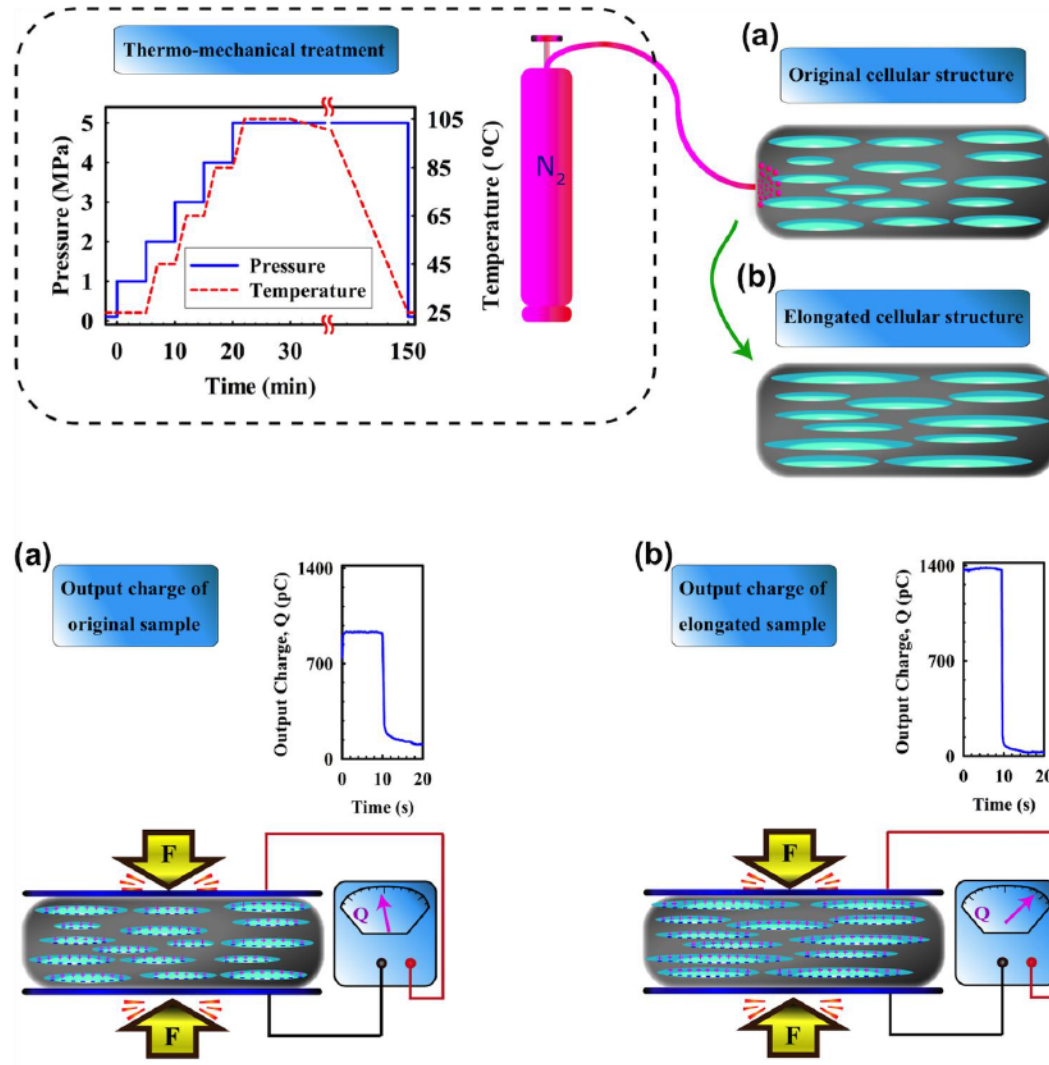 Thermo-mechanical treatment
Pressure (MPa)
5
4
3
2
1
0
Pressure
Temperature
0 10 20 30 150
Time (min)
105
85
65
45
25
Temperature ( ⁰C)
N2
(a)
Original cellular structure
(b)
Elongated cellular structure
(a)
Output charge of
original sample
Output Charge, Q (pC)
1400
700
0
0 10 20
Time (s)
F
Q
F
(b)
Output charge of
elongated sample
Output Charge, Q (pC)
1400
700
0
0 10 20
Time (s)
F
Q
F